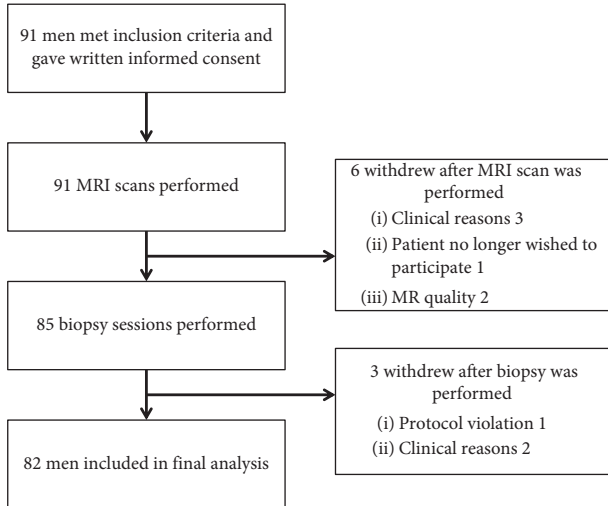 91 men met inclusion criteria and
gave written informed consent
91 MRI scans performed
6 withdrew after MRI scan was
performed
(i) Clinical reasons 3
(ii) Patient no longer wished to
participate 1
(iii) MR quality 2
85 biopsy sessions performed
3 withdrew after biopsy was
performed
(i) Protocol violation 1
(ii) Clinical reasons 2
82 men included in final analysis